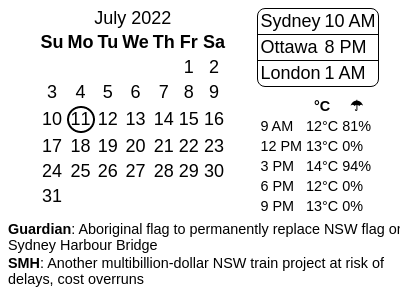 July 2022
Su Mo Tu We Th Fr Sa
1 2
3 4 5 6 7 8 9
10 11 12 13 14 15 16
17 18 19 20 21 22 23
24 25 26 27 28 29 30
31
Sydney 10 AM
Ottawa 8 PM
London 1 AM
°C ☂
9 AM 12°C 81%
12 PM 13°C 0%
3 PM 14°C 94%
6 PM 12°C 0%
9 PM 13°C 0%
Guardian: Aboriginal flag to permanently replace NSW flag on
Sydney Harbour Bridge
SMH: Another multibillion-dollar NSW train project at risk of
delays, cost overruns